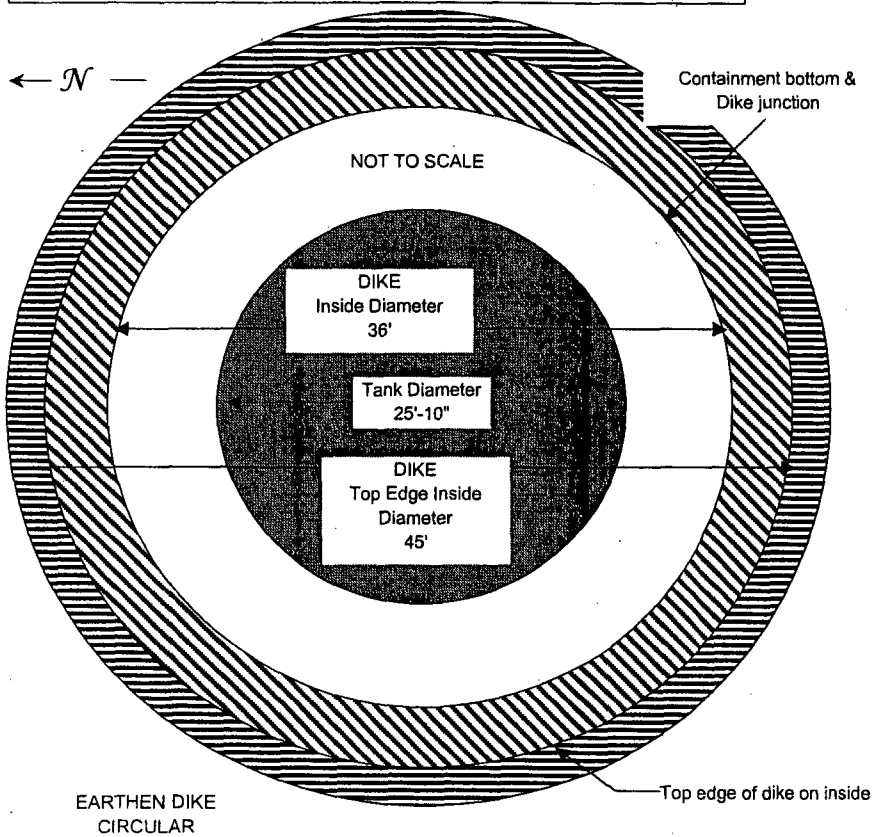 ← N —
Containment bottom &
Dike junction
NOT TO SCALE
DIKE
Inside Diameter
36'
Tank Diameter
25'-10"
DIKE
Top Edge Inside
Diameter
45'
Top edge of dike on inside
EARTHEN DIKE
CIRCULAR